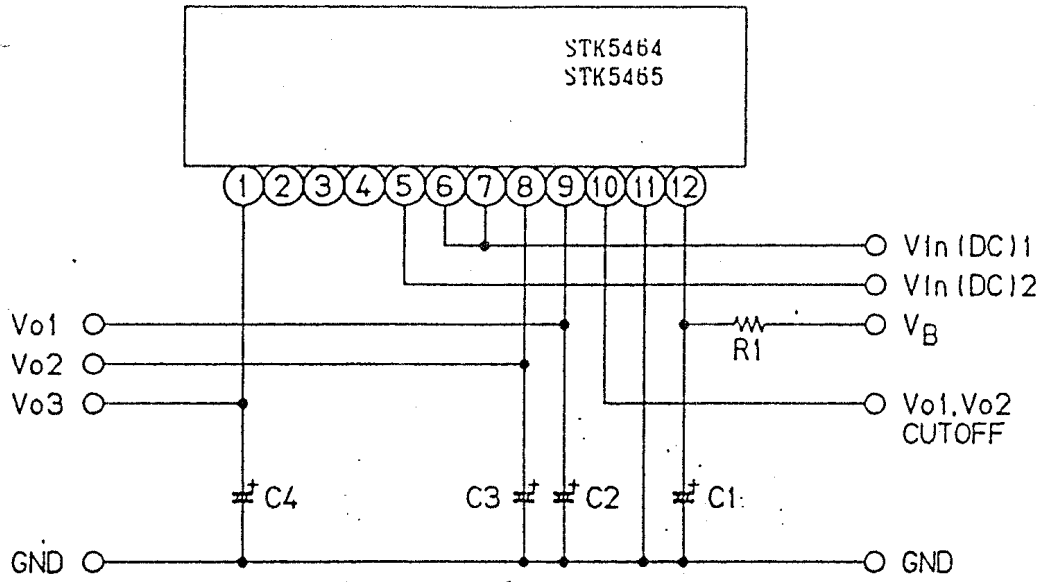 STK5464
STK5465
1 2 3 4 5 6 7 8 9 10 11 12
VIn(DC)1
VIn(DC)2
Vo1
VB
R1
Vo2
Vo3
Vo1,Vo2
CUTOFF
C4
C3
C2
C1
GND
GND